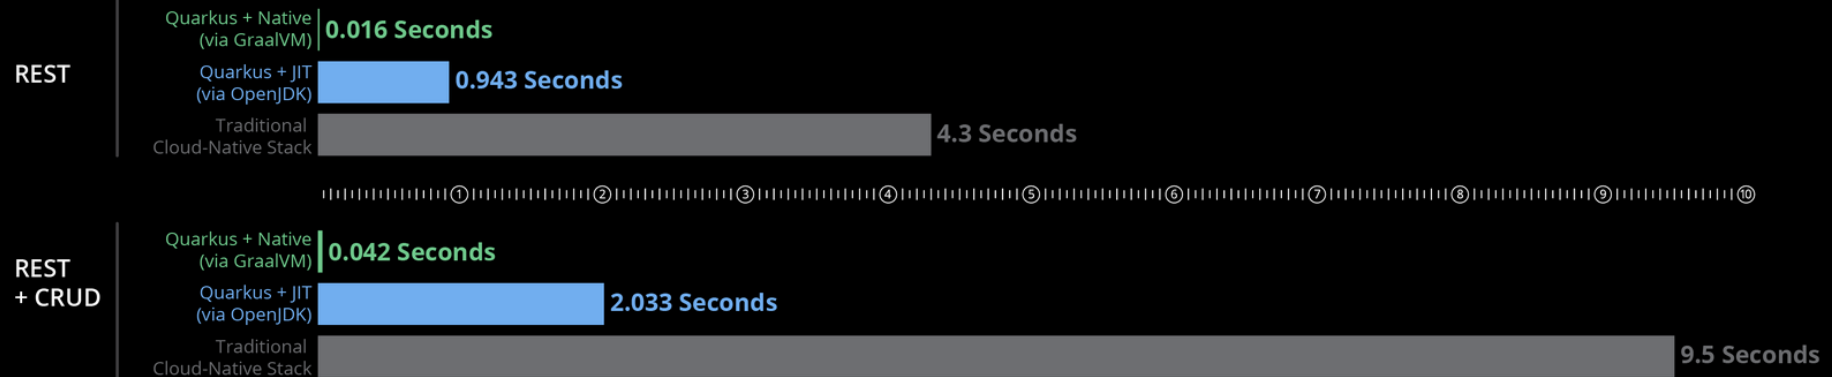 REST
Quarkus + Native
(via GraalVM)
0.016 Seconds
Quarkus + JIT
(via OpenJDK)
0.943 Seconds
Traditional
Cloud-Native Stack
4.3 Seconds
1 2 3 4 5 6 7 8 9 10
REST
+ CRUD
Quarkus + Native
(via GraalVM)
0.042 Seconds
Quarkus + JIT
(via OpenJDK)
2.033 Seconds
Traditional
Cloud-Native Stack
9.5 Seconds